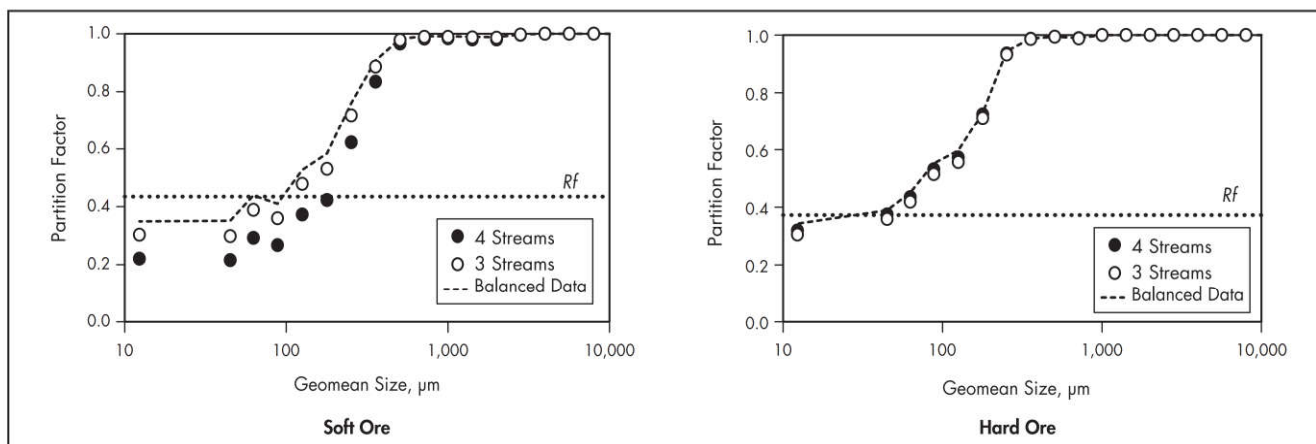 1.0
0.8
0.6
0.4
0.2
0.0
Partition Factor
Rf
4 Streams
3 Streams
Balanced Data
10 100 1,000 10,000
Geomean Size, µm
Soft Ore
1.0
0.8
0.6
0.4
0.2
0.0
Partition Factor
Rf
4 Streams
3 Streams
Balanced Data
10 100 1,000 10,000
Geomean Size, µm
Hard Ore